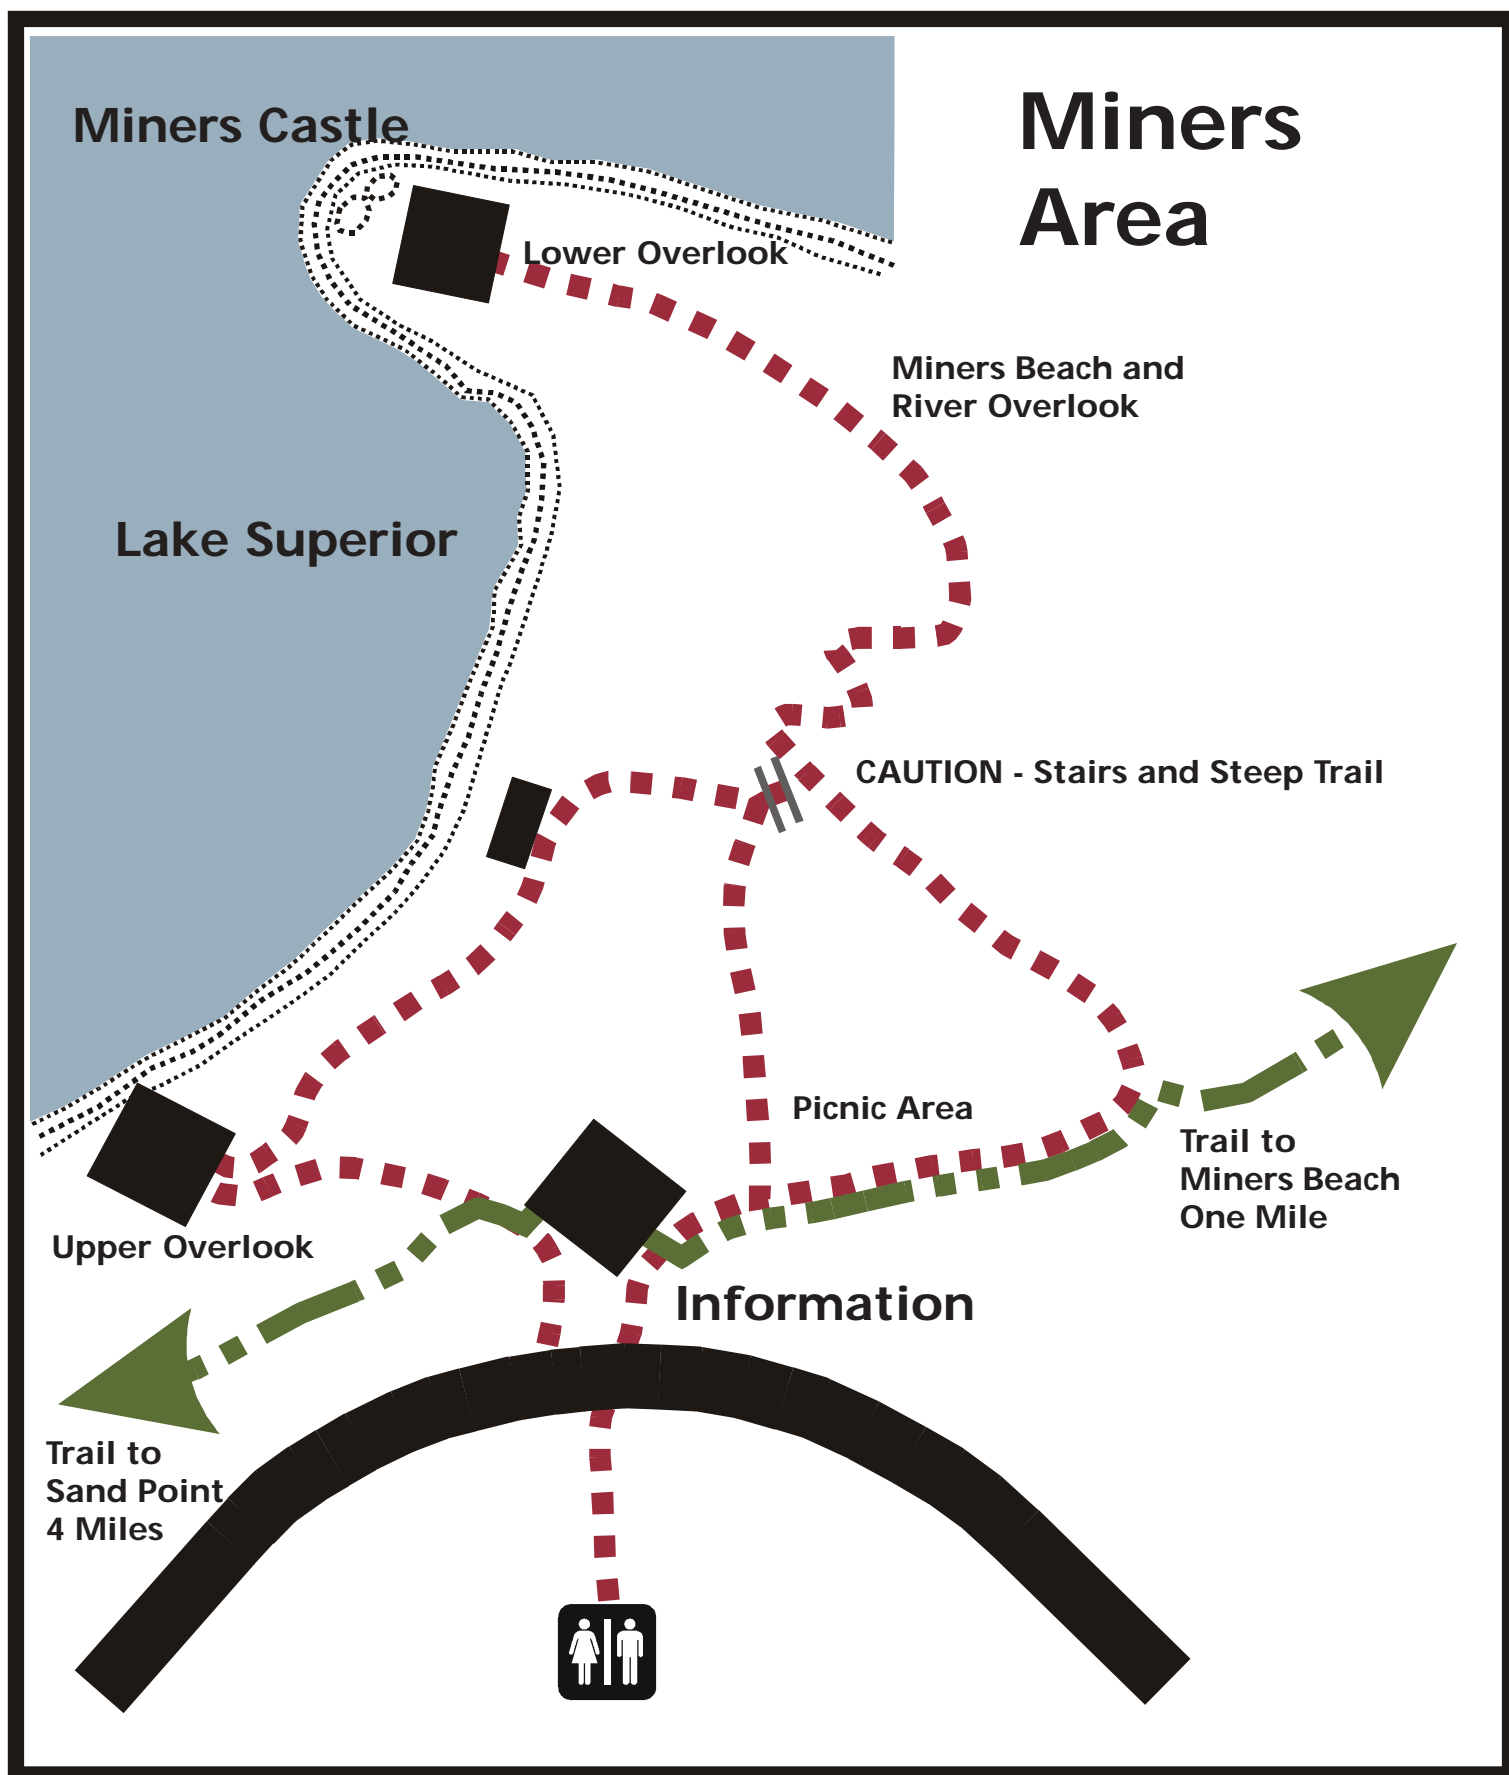 Miners Castle
Miners
Area
Lower Overlook
Miners Beach and
River Overlook
Lake Superior
CAUTION - Stairs and Steep Trail
Picnic Area
Trail to
Miners Beach
One Mile
Upper Overlook
Information
Trail to
Sand Point
4 Miles